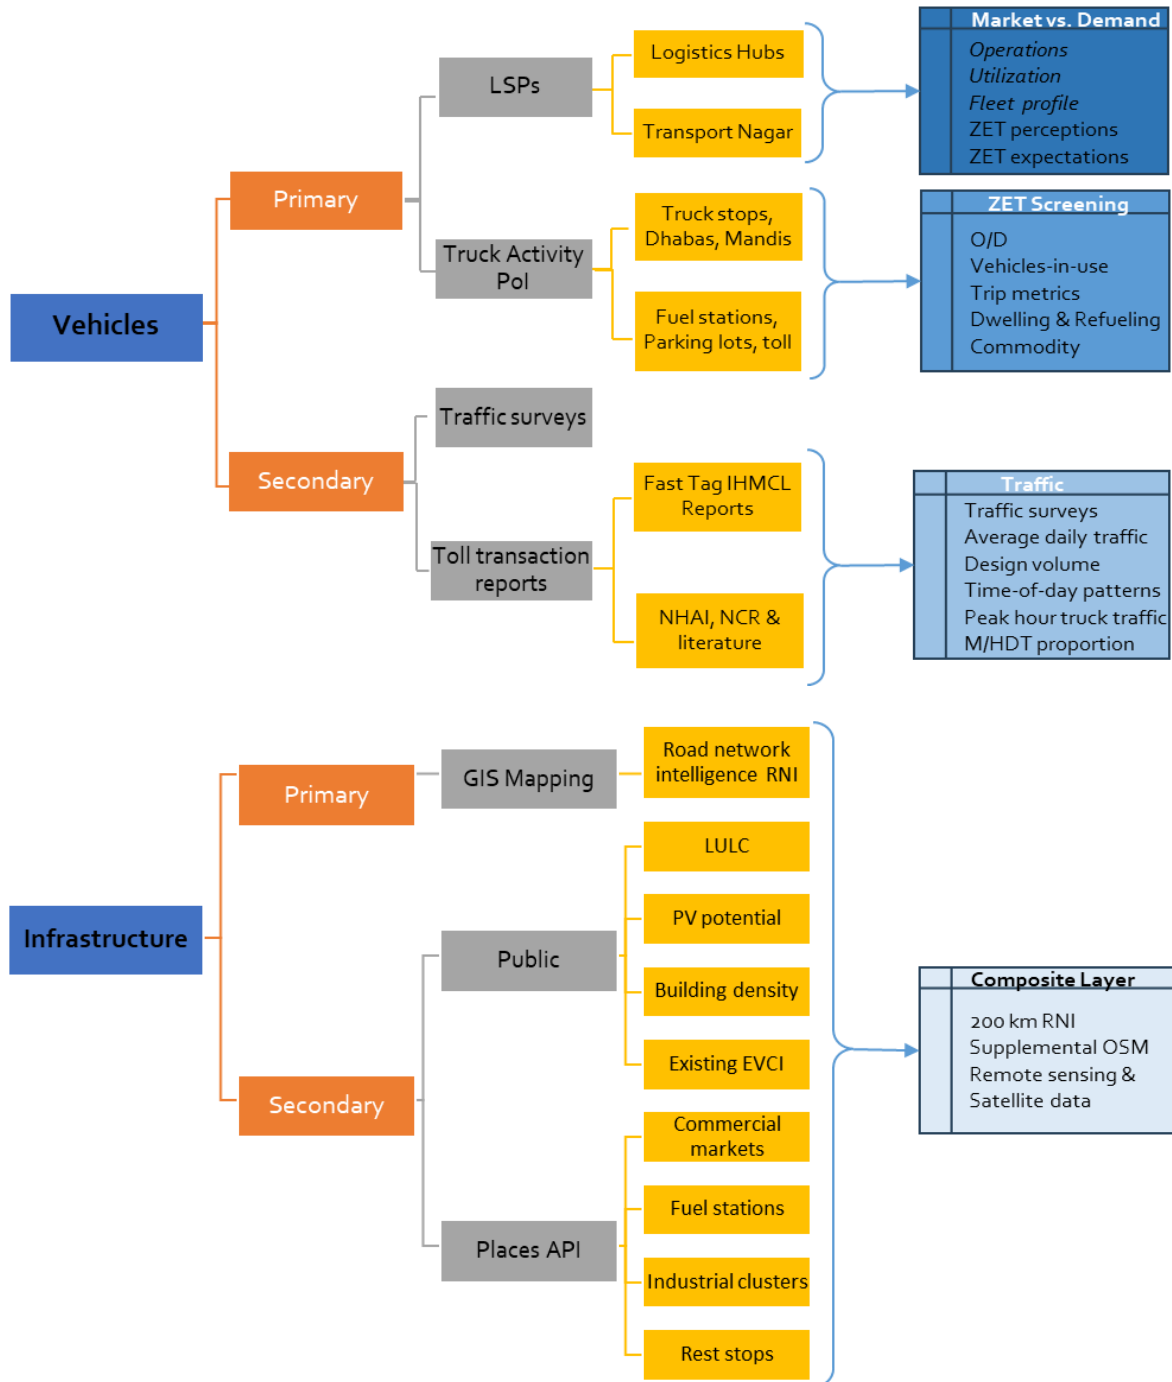 Vehicles
Primary
LSPs
Logistics Hubs
Transport Nagar
Market vs. Demand
Operations
Utilization
Fleet profile
ZET perceptions
ZET expectations
Truck Activity
PoI
Truck stops,
Dhabas, Mandis
Fuel stations,
Parking lots, toll
ZET Screening
O/D
Vehicles-in-use
Trip metrics
Dwelling & Refueling
Commodity
Secondary
Traffic surveys
Toll transaction
reports
Fast Tag IHMCL
Reports
NHAI, NCR &
literature
Traffic
Traffic surveys
Average daily traffic
Design volume
Time-of-day patterns
Peak hour truck traffic
M/HDT proportion
Infrastructure
Primary
GIS Mapping
Road network
intelligence RNI
Secondary
Public
LULC
PV potential
Building density
Existing EVCI
Places API
Commercial
markets
Fuel stations
Industrial clusters
Rest stops
Composite Layer
200 km RNI
Supplemental OSM
Remote sensing &
Satellite data